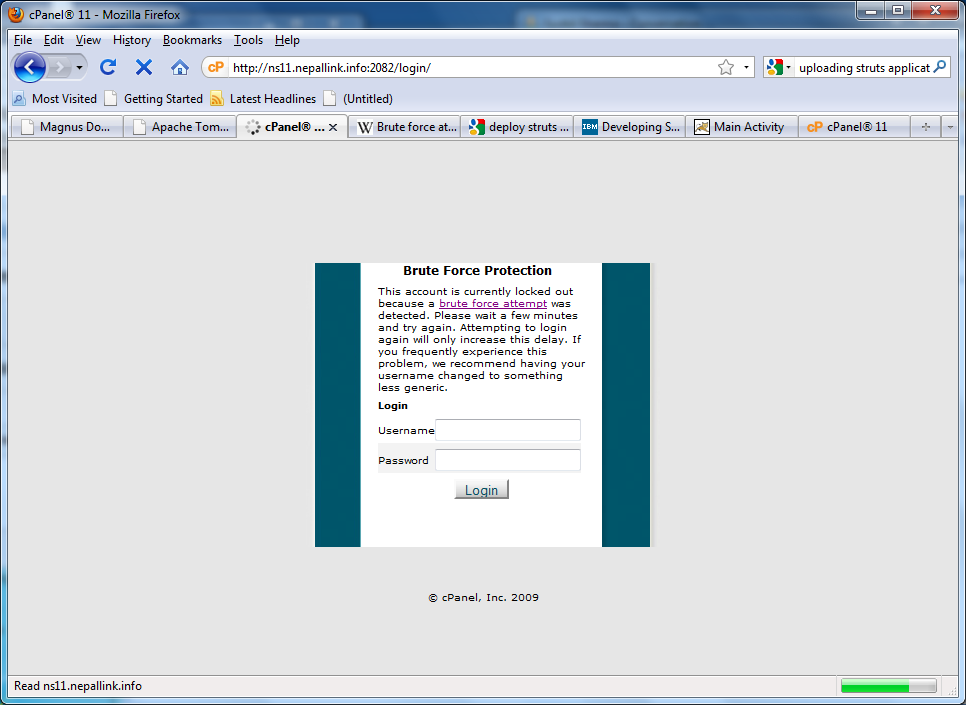 cPanel® 11 - Mozilla Firefox
File Edit View History Bookmarks Tools Help
cP http://ns11.nepallink.info:2082/login/ uploading struts applicat
Most Visited Getting Started Latest Headlines (Untitled)
Magnus Do... Apache Tom... cPanel® ... W Brute force at... deploy struts ... IBM Developing S... Main Activity cP cPanel® 11
Brute Force Protection
This account is currently locked out
because a brute force attempt was
detected. Please wait a few minutes
and try again. Attempting to login
again will only increase this delay. If
you frequently experience this
problem, we recommend having your
username changed to something
less generic.
Login
Username
Password
Login
© cPanel, Inc. 2009
Read ns11.nepallink.info